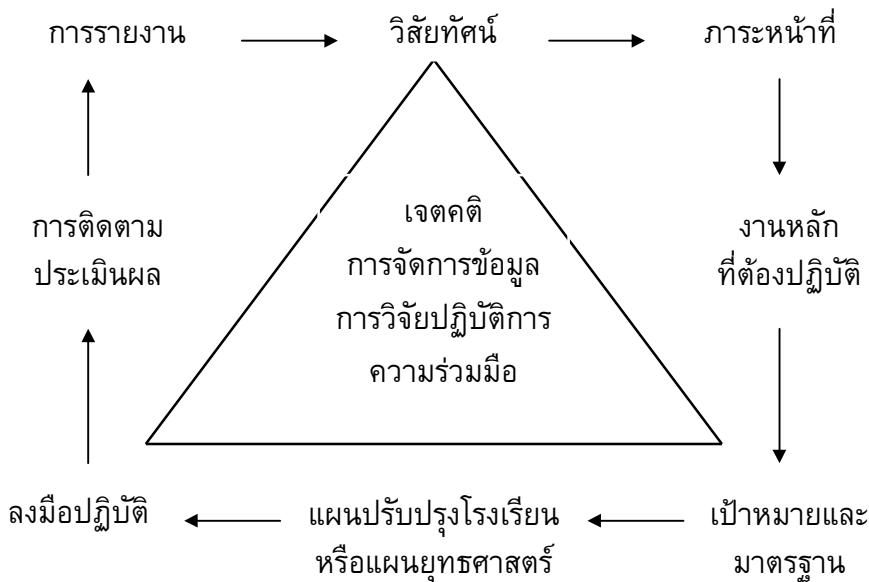 การรายงาน
วิสัยทัศน์
ภาระหน้าที่
การติดตาม
ประเมินผล
เจตคติ
การจัดการข้อมูล
การวิจัยปฏิบัติการ
ความร่วมมือ
งานหลัก
ที่ต้องปฏิบัติ
ลงมือปฏิบัติ
แผนปรับปรุงโรงเรียน
หรือแผนยุทธศาสตร์
เป้าหมายและ
มาตรฐาน